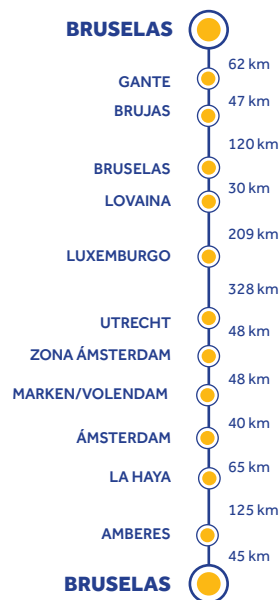 BRUSELAS
62 km
GANTE
47 km
BRUJAS
120 km
BRUSELAS
30 km
LOVAINA
209 km
LUXEMBURGO
328 km
UTRECHT
48 km
ZONA ÁMSTERDAM
48 km
MARKEN/VOLENDAM
40 km
ÁMSTERDAM
65 km
LA HAYA
125 km
AMBERES
45 km
BRUSELAS